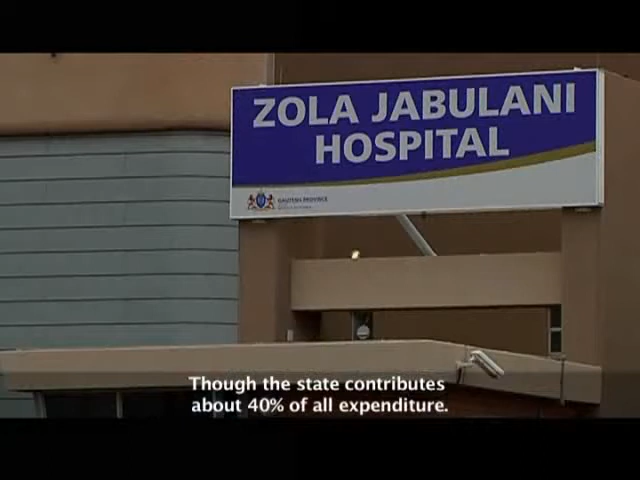 ZOLA JABULANI
HOSPITAL
GAUTENG PROVINCE
Though the state contributes
about 40% of all expenditure.